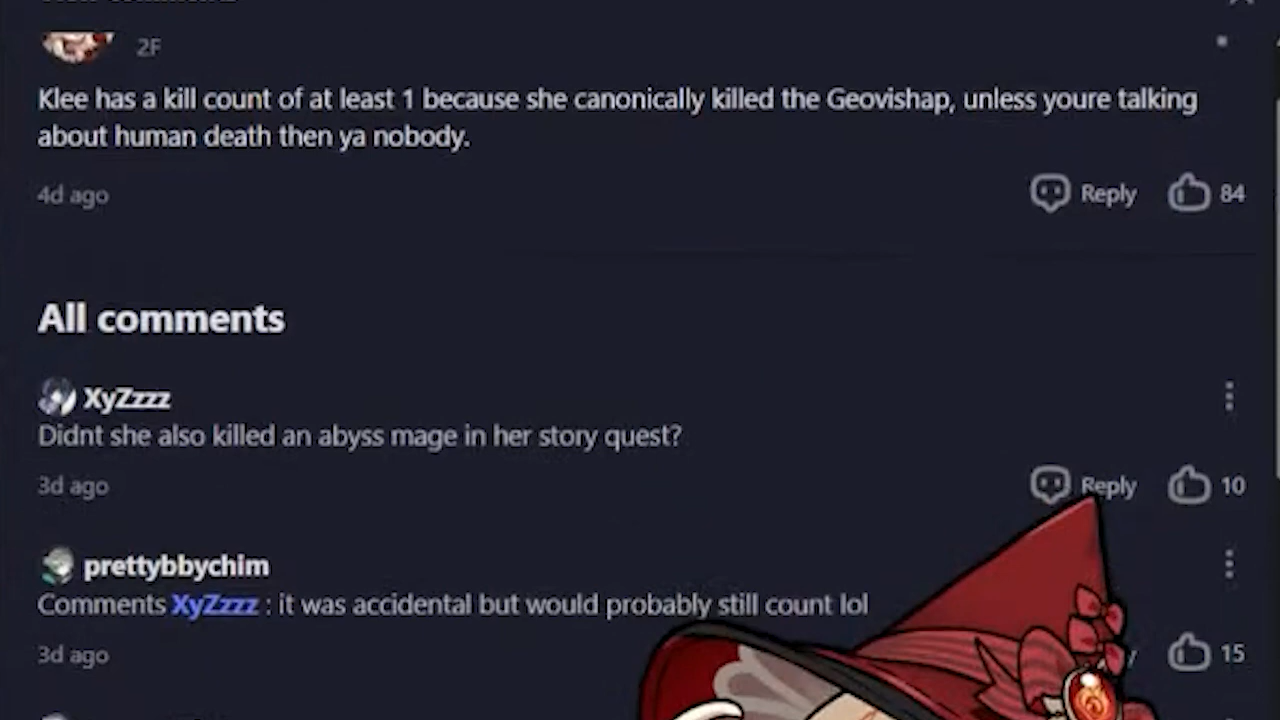 2F
Klee has a kill count of at least 1 because she canonically killed the Geovishap, unless youre talking
about human death then ya nobody.
4d ago
Reply
84
All comments
XyZzzz
Didnt she also killed an abyss mage in her story quest?
3d ago
Reply
10
prettybbychim
Comments XyZzzz : it was accidental but would probably still count lol
3d ago
15